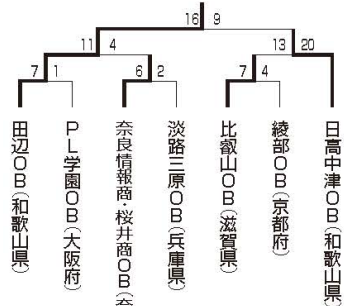 16 9
11 4
13 20
7 1
6 2
7 4
田辺OB(和歌山県)
PL学園OB(大阪府)
奈良情報商・桜井商OB(奈
淡路三原OB(兵庫県)
比叡山OB(滋賀県)
綾部OB(京都府)
日高中津OB(和歌山県)